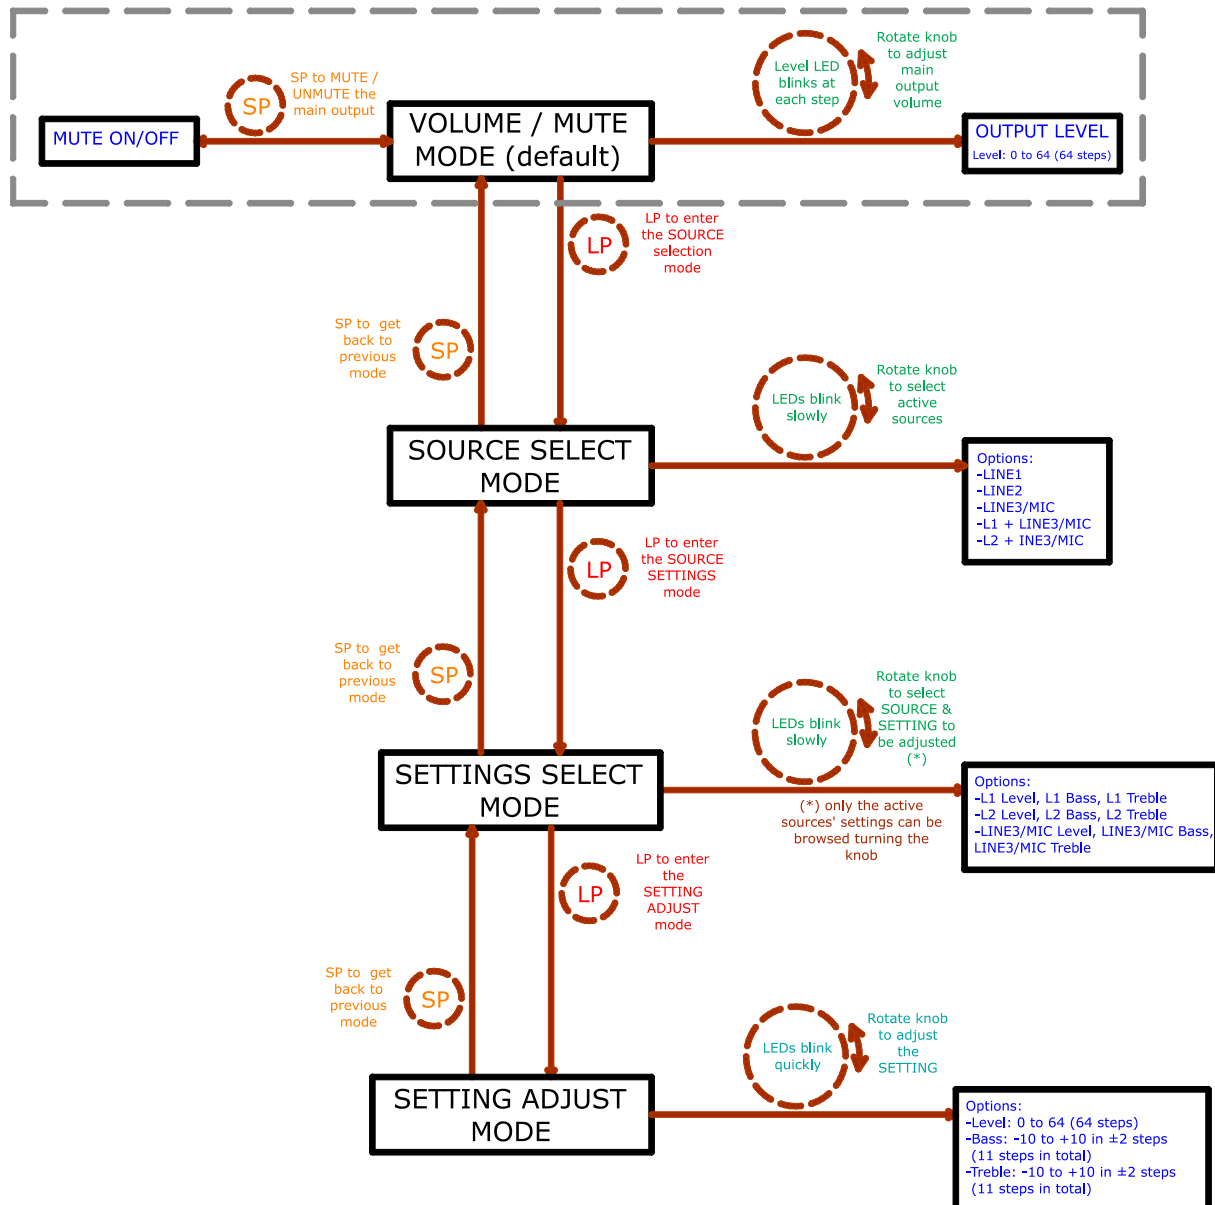 SP to MUTE /
UNMUTE the
main output
SP
MUTE ON/OFF
VOLUME / MUTE
MODE (default)
Level LED
blinks at
each step
Rotate knob
to adjust
main
output
volume
OUTPUT LEVEL
Level: 0 to 64 (64 steps)
LP
LP to enter
the SOURCE
selection
mode
SP to get
back to
previous
mode
SP
SOURCE SELECT
MODE
LEDs blink
slowly
Rotate knob
to select
active
sources
Options:
-LINE1
-LINE2
-LINE3/MIC
-L1 + LINE3/MIC
-L2 + INE3/MIC
LP
LP to enter
the SOURCE
SETTINGS
mode
SP to get
back to
previous
mode
SP
SETTINGS SELECT
MODE
LEDs blink
slowly
Rotate knob
to select
SOURCE &
SETTING to
be adjusted
(*)
(*) only the active
sources' settings can be
browsed turning the
knob
Options:
-L1 Level, L1 Bass, L1 Treble
-L2 Level, L2 Bass, L2 Treble
-LINE3/MIC Level, LINE3/MIC Bass,
LINE3/MIC Treble
LP
LP to enter
the
SETTING
ADJUST
mode
SP to get
back to
previous
mode
SP
SETTING ADJUST
MODE
LEDs blink
quickly
Rotate knob
to adjust
the
SETTING
Options:
-Level: 0 to 64 (64 steps)
-Bass: -10 to +10 in ±2 steps
(11 steps in total)
-Treble: -10 to +10 in ±2 steps
(11 steps in total)